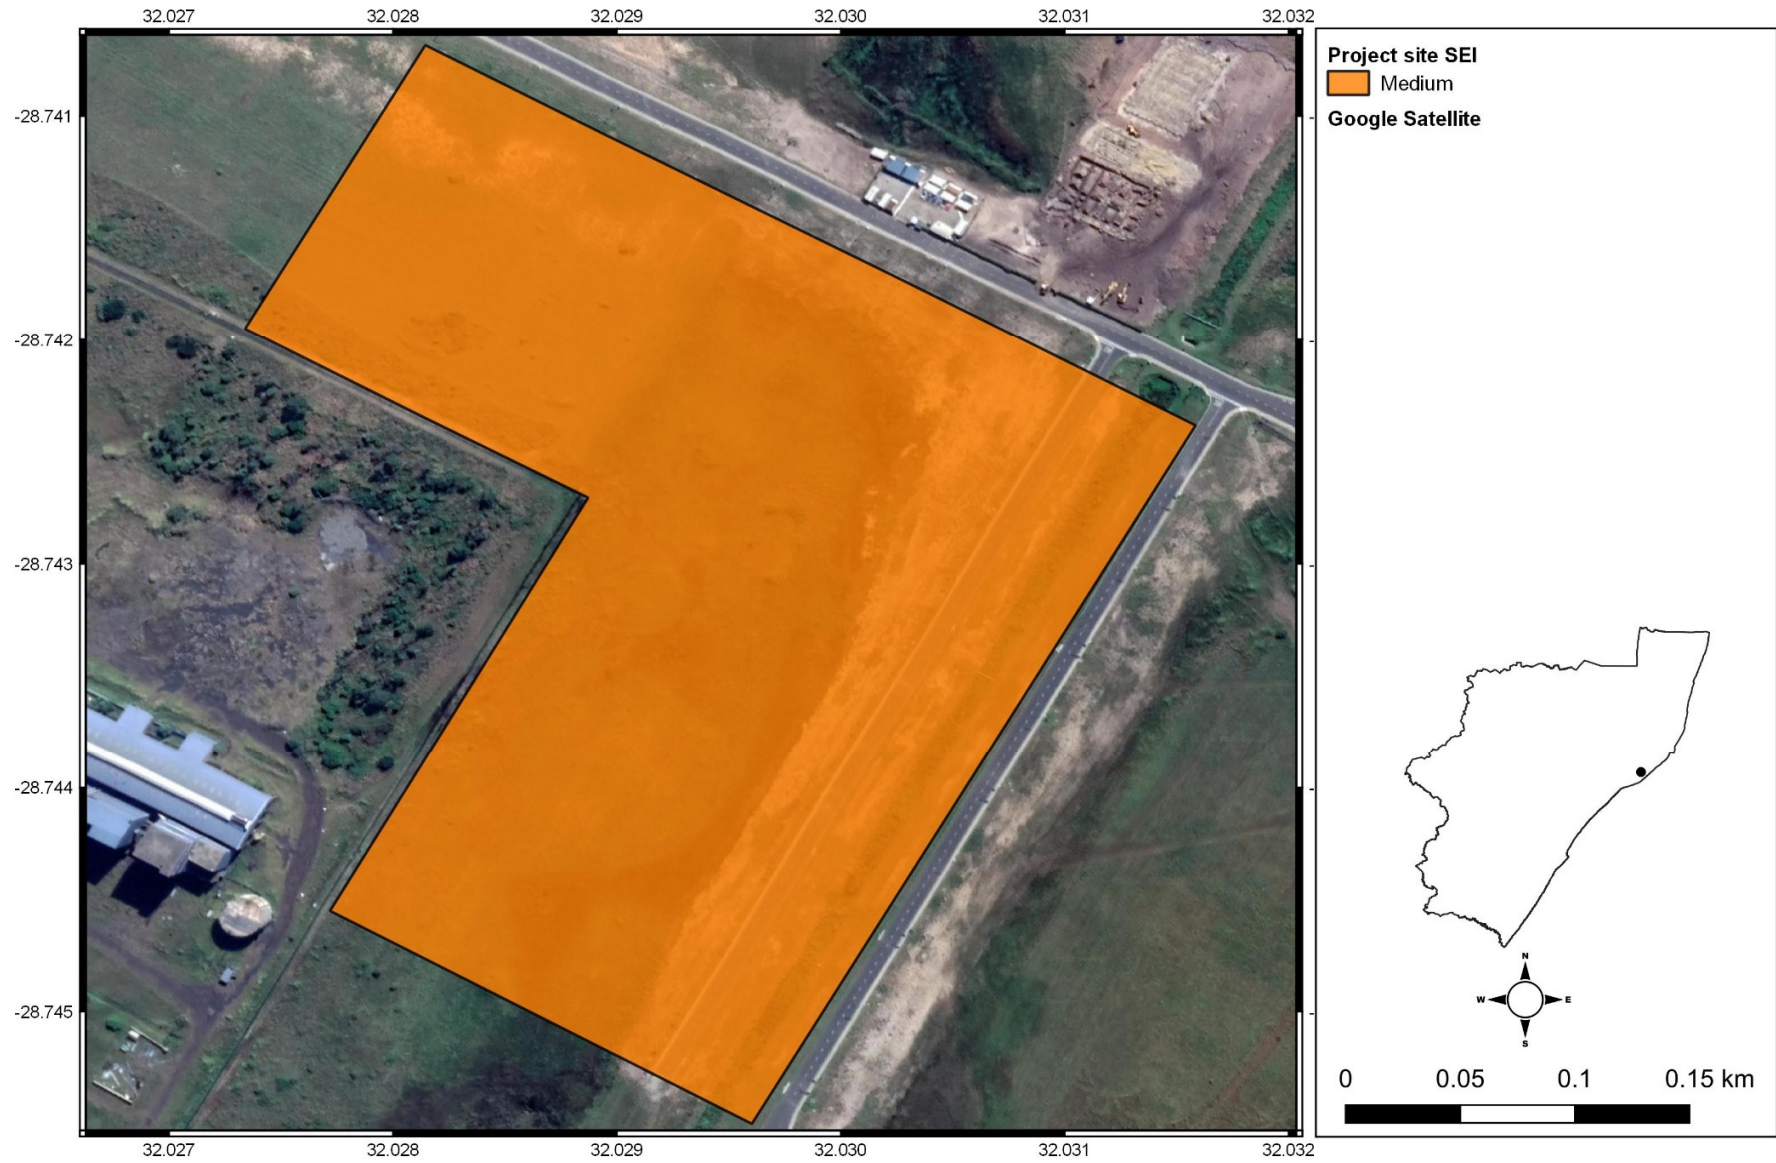 32.027 32.028 32.029 32.030 32.031 32.032
Project site SEI
Medium
Google Satellite
-28.741
-28.742
-28.743
-28.744
-28.745
N
W E
S
0 0.05 0.1 0.15 km
32.027 32.028 32.029 32.030 32.031 32.032